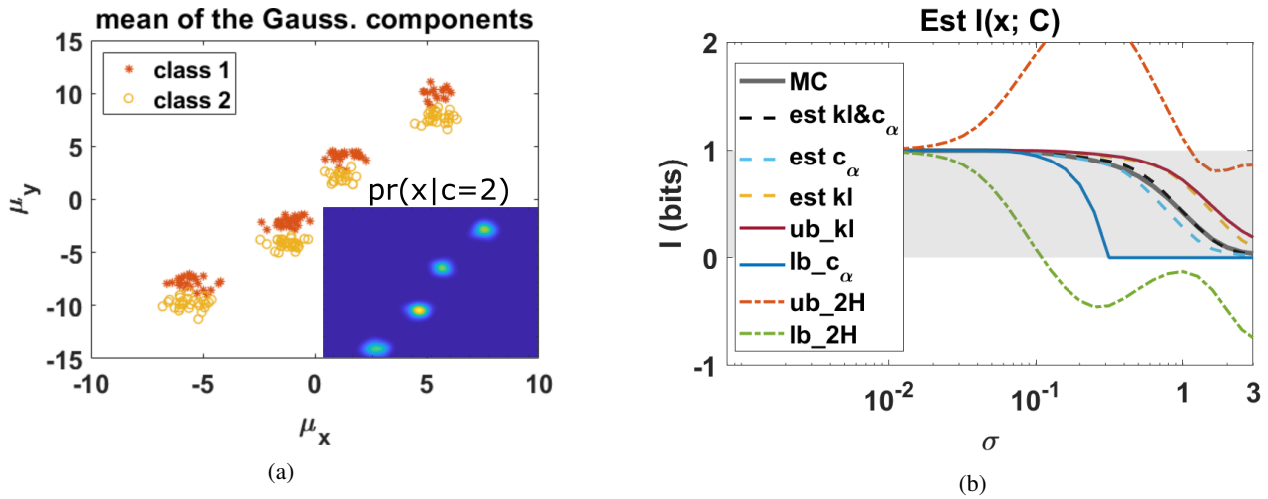 mean of the Gauss. components
15
10
5
0
-5
-10
-15
class 1
class 2
pr(x|c=2)
-10
-5
0
5
10
μy
μx
(a)
Est I(x; C)
2
1
0
-1
I (bits)
MC
est kl&cα
est cα
est kl
ub_kl
lb_cα
ub_2H
lb_2H
10-2
10-1
1
3
σ
(b)